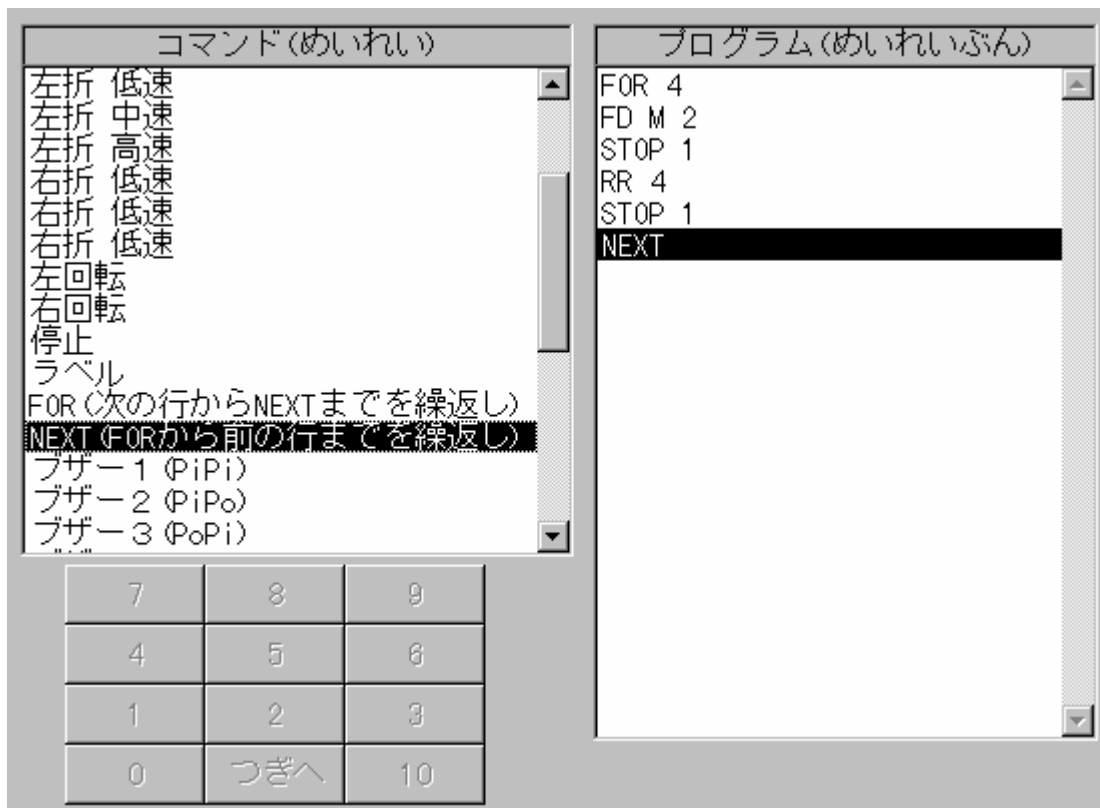 コマンド(めいれい)
左折 低速
左折 中速
左折 高速
右折 低速
右折 低速
右折 低速
左回転
右回転
停止
ラベル
FOR(次の行からNEXTまでを繰返し)
NEXT(FORから前の行までを繰返し)
ブザー1(PiPi)
ブザー2(PiPo)
ブザー3(PoPi)
7 8 9
4 5 6
1 2 3
0 つぎへ 10
プログラム(めいれいぶん)
FOR 4
FD M 2
STOP 1
RR 4
STOP 1
NEXT